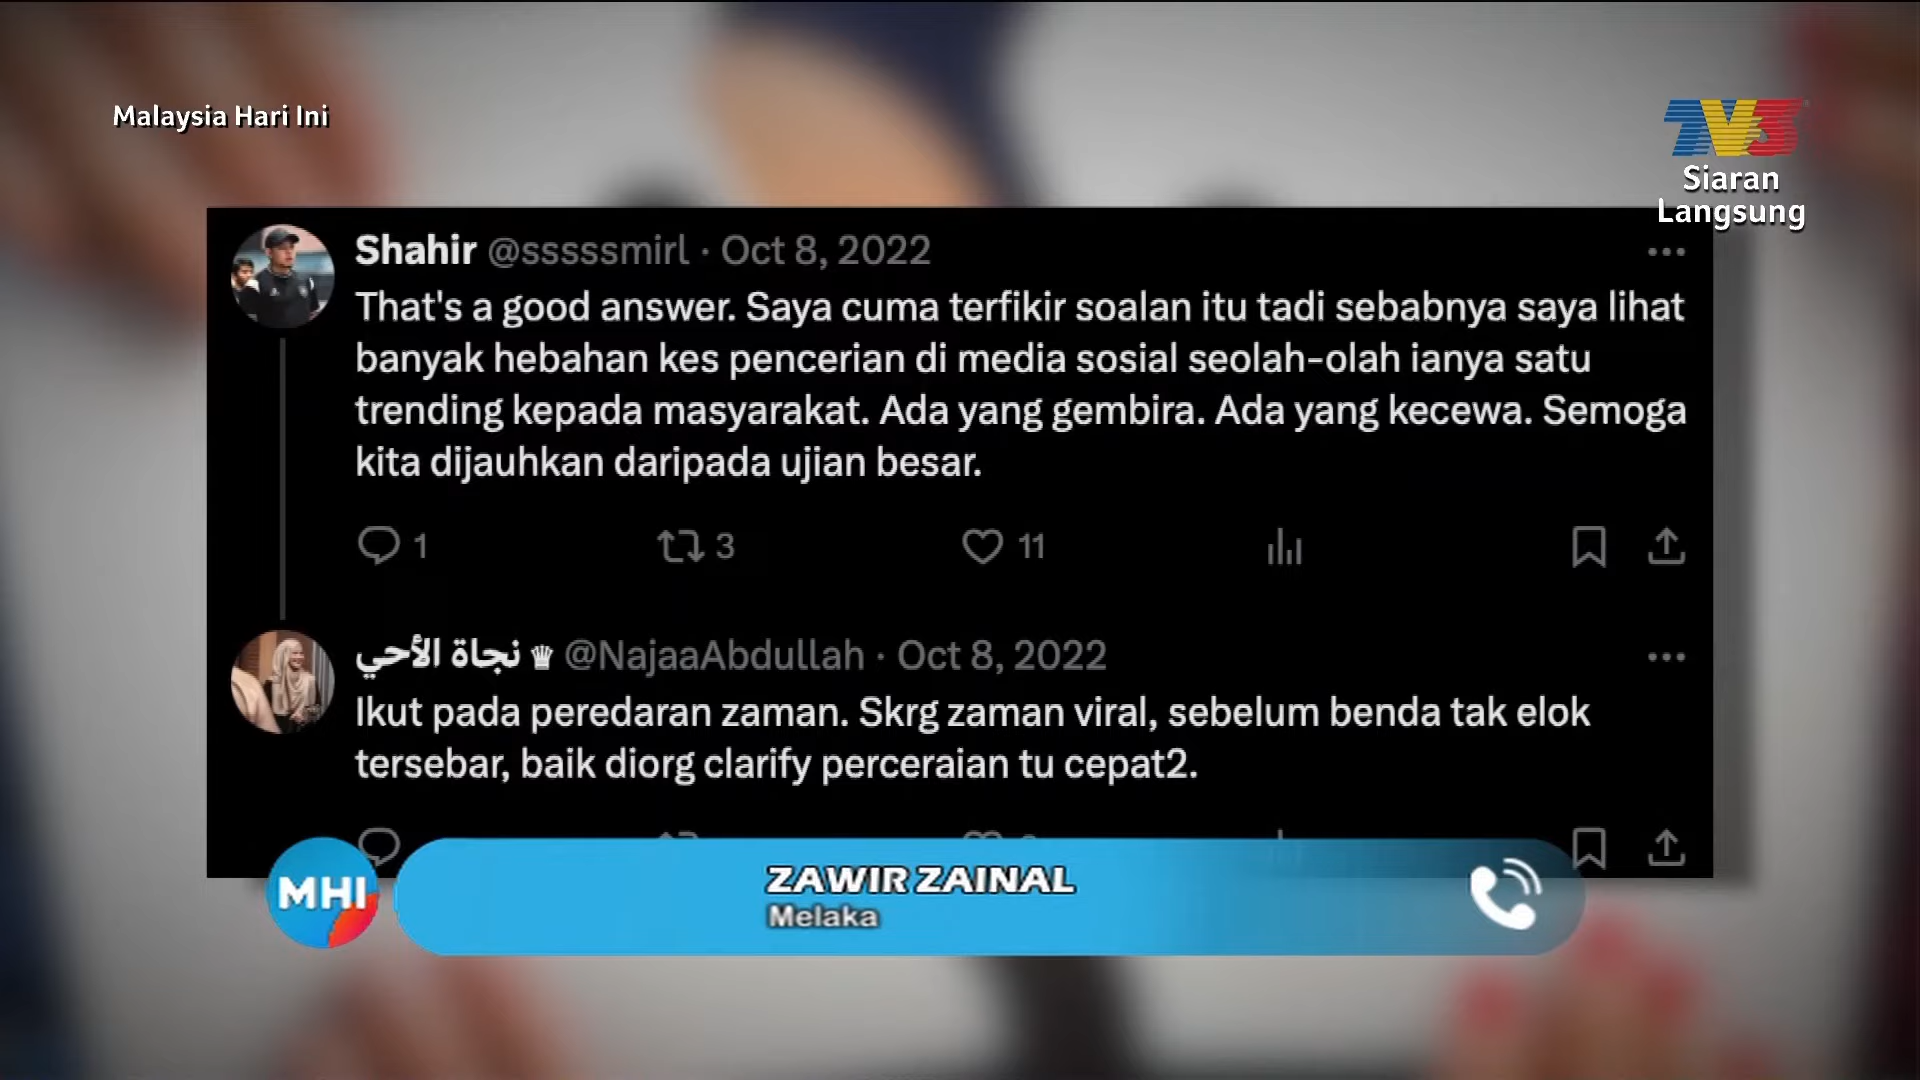 Malaysia Hari Ini
TV3
Siaran
Langsung
Shahir @sssssmirl · Oct 8, 2022
That's a good answer. Saya cuma terfikir soalan itu tadi sebabnya saya lihat
banyak hebahan kes pencerian di media sosial seolah-olah ianya satu
trending kepada masyarakat. Ada yang gembira. Ada yang kecewa. Semoga
kita dijauhkan daripada ujian besar.
1 3 11
نجاة الأحيي ♛ @NajaaAbdullah · Oct 8, 2022
Ikut pada peredaran zaman. Skrg zaman viral, sebelum benda tak elok
tersebar, baik diorg clarify perceraian tu cepat2.
MHI
ZAWIR ZAINAL
Melaka